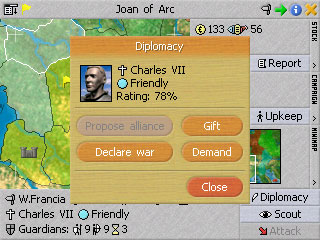 Joan of Arc
133 56
Diplomacy
Charles VII
Friendly
Rating: 78%
Propose alliance
Gift
Declare war
Demand
Close
STOCK
CAMPAIGN
MINIMAP
Report
Upkeep
Diplomacy
Scout
Attack
W.Francia
Charles VII Friendly
Guardians: 9 9 3